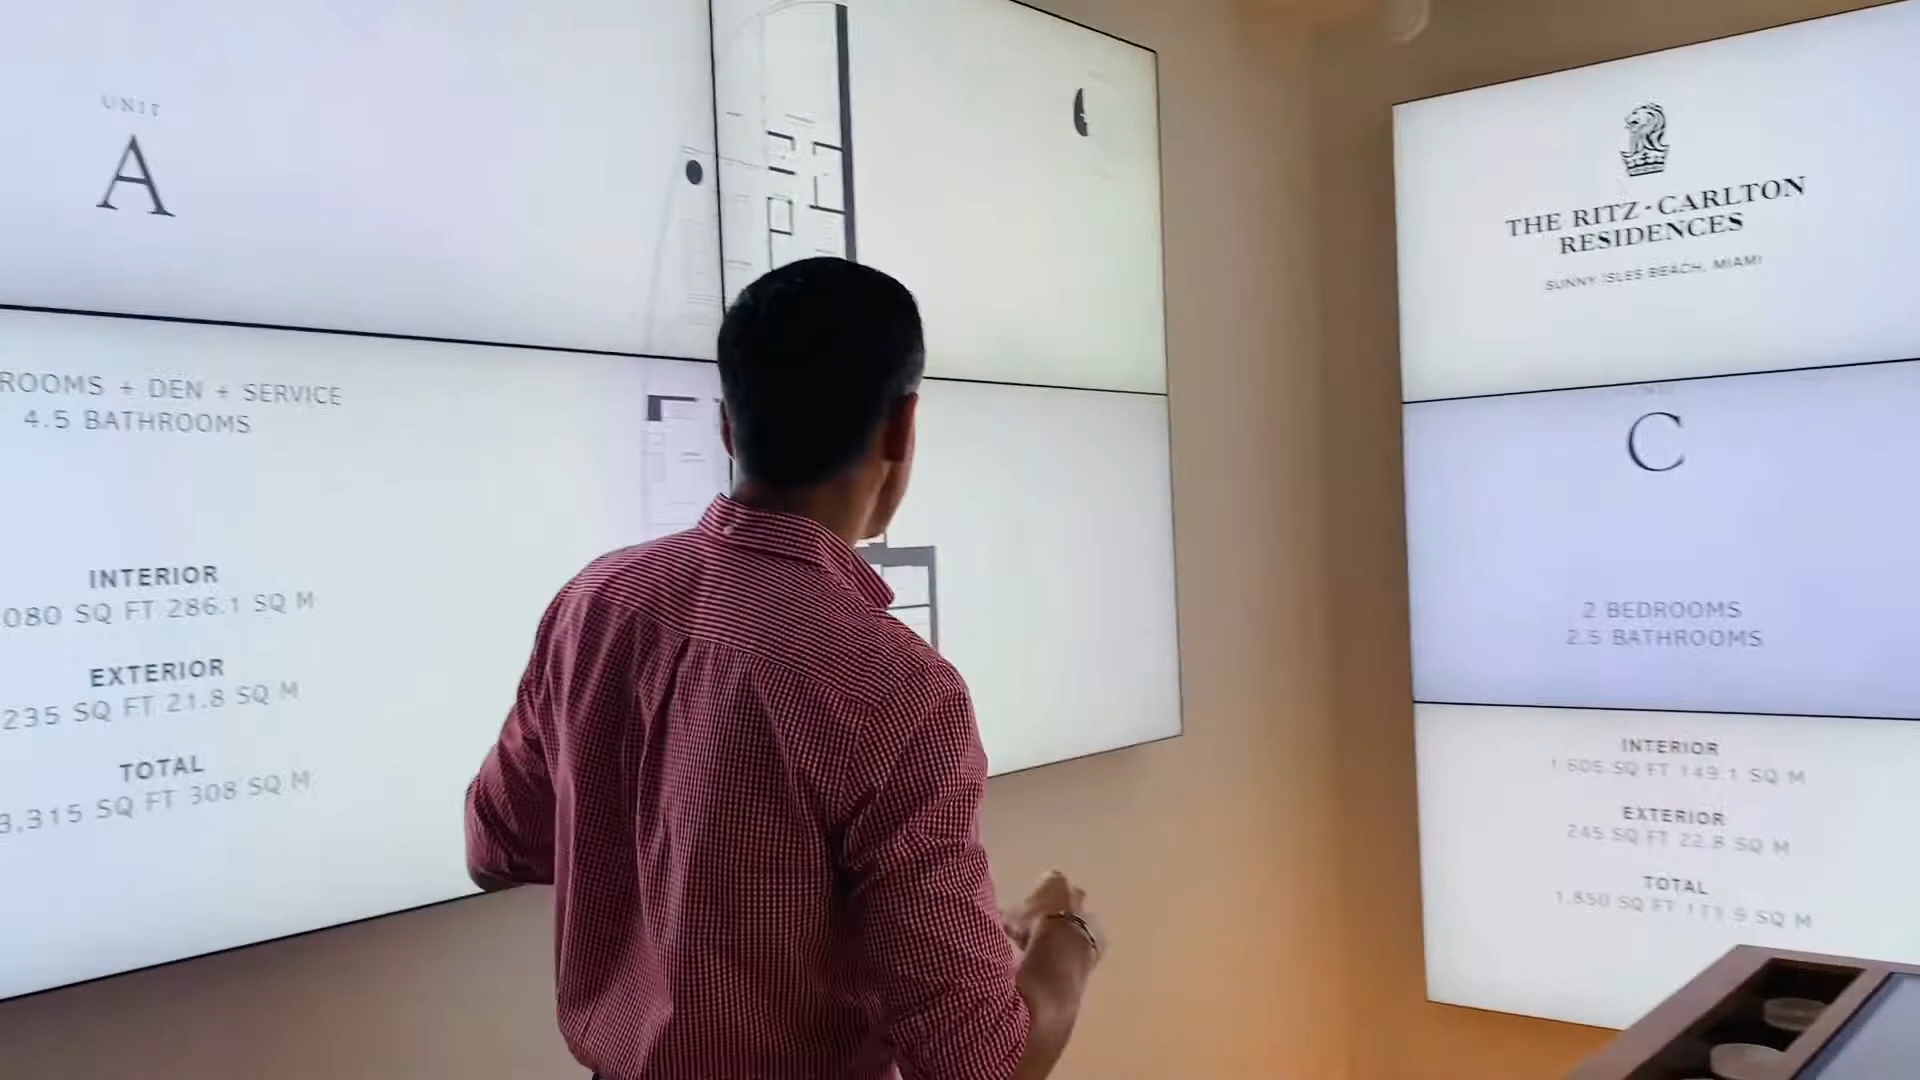 UNIT
A
ROOMS + DEN + SERVICE
4.5 BATHROOMS
INTERIOR
080 SQ FT 286.1 SQ M
EXTERIOR
235 SQ FT 21.8 SQ M
TOTAL
3,315 SQ FT 308 SQ M
THE RITZ-CARLTON
RESIDENCES
SUNNY ISLES BEACH, MIAMI
C
2 BEDROOMS
2.5 BATHROOMS
INTERIOR
1,605 SQ FT 149.1 SQ M
EXTERIOR
245 SQ FT 22.8 SQ M
TOTAL
1,850 SQ FT 171.9 SQ M